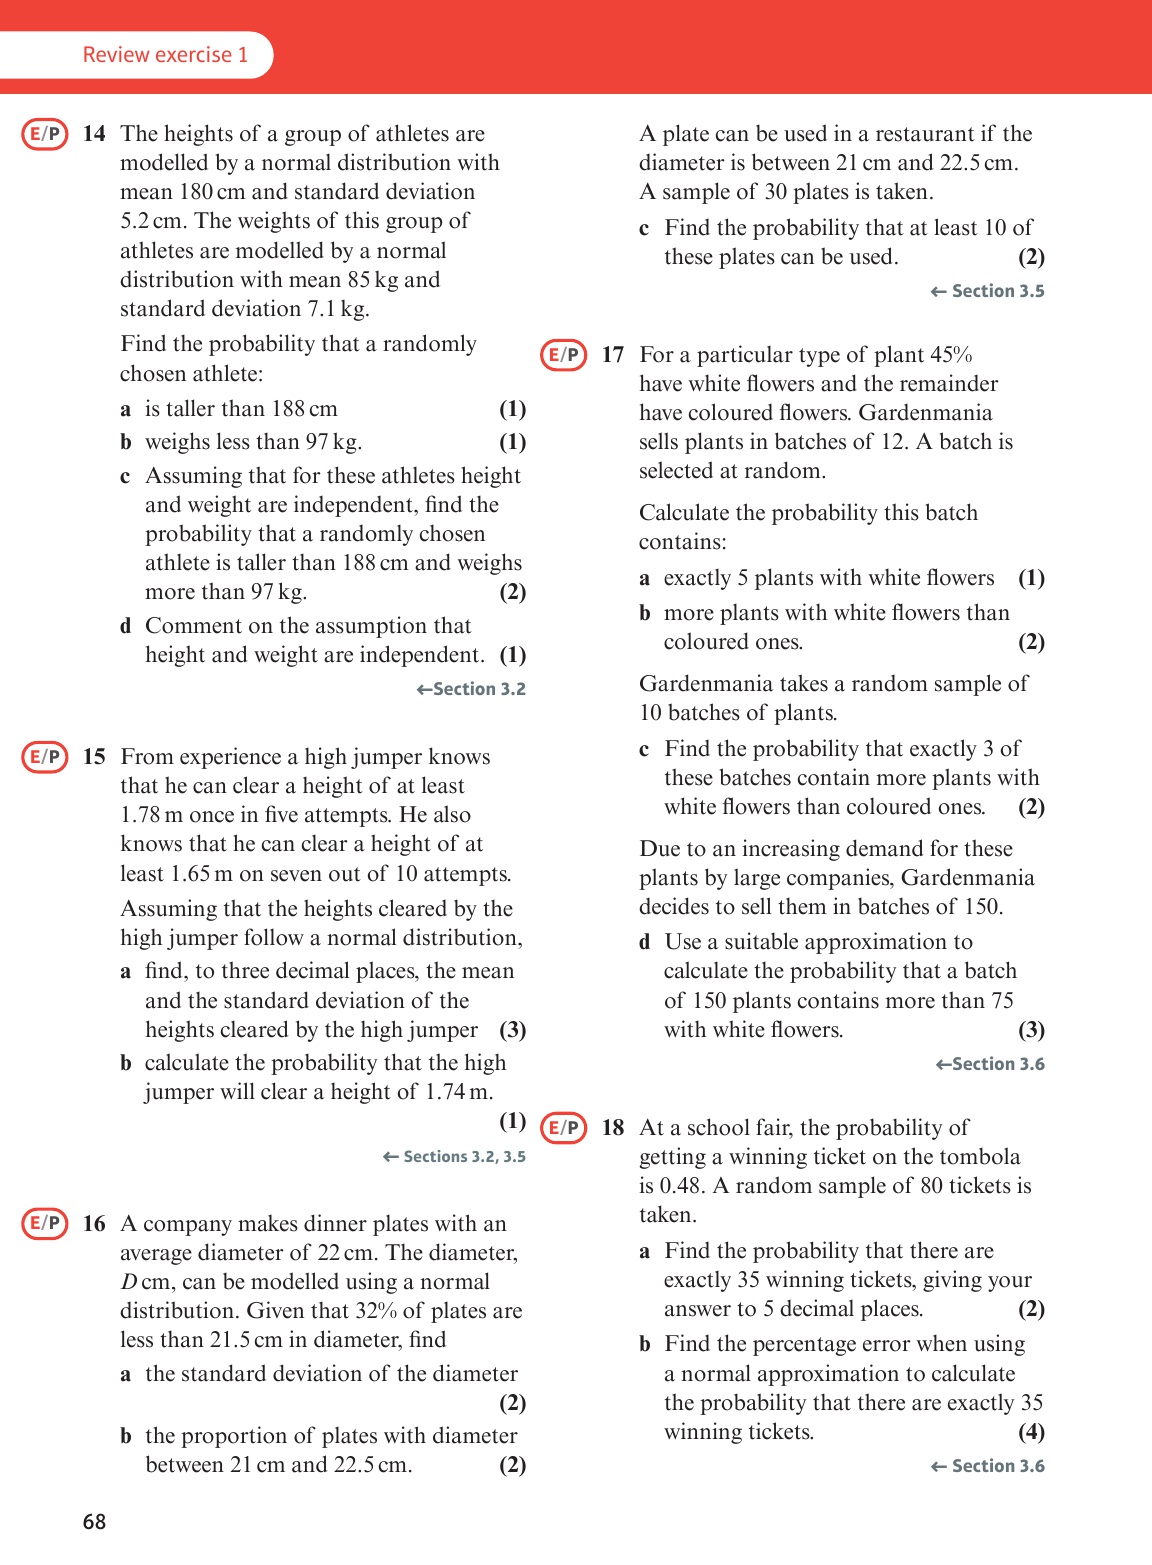 Review exercise 1
E/P 14 The heights of a group of athletes are
modelled by a normal distribution with
mean 180 cm and standard deviation
5.2 cm. The weights of this group of
athletes are modelled by a normal
distribution with mean 85 kg and
standard deviation 7.1 kg.
Find the probability that a randomly
chosen athlete:
a is taller than 188 cm (1)
b weighs less than 97 kg. (1)
c Assuming that for these athletes height
and weight are independent, find the
probability that a randomly chosen
athlete is taller than 188 cm and weighs
more than 97 kg. (2)
d Comment on the assumption that
height and weight are independent. (1)
←Section 3.2
E/P 15 From experience a high jumper knows
that he can clear a height of at least
1.78 m once in five attempts. He also
knows that he can clear a height of at
least 1.65 m on seven out of 10 attempts.
Assuming that the heights cleared by the
high jumper follow a normal distribution,
a find, to three decimal places, the mean
and the standard deviation of the
heights cleared by the high jumper (3)
b calculate the probability that the high
jumper will clear a height of 1.74 m.
(1)
← Sections 3.2, 3.5
E/P 16 A company makes dinner plates with an
average diameter of 22 cm. The diameter,
D cm, can be modelled using a normal
distribution. Given that 32% of plates are
less than 21.5 cm in diameter, find
a the standard deviation of the diameter
(2)
b the proportion of plates with diameter
between 21 cm and 22.5 cm. (2)
A plate can be used in a restaurant if the
diameter is between 21 cm and 22.5 cm.
A sample of 30 plates is taken.
c Find the probability that at least 10 of
these plates can be used. (2)
← Section 3.5
E/P 17 For a particular type of plant 45%
have white flowers and the remainder
have coloured flowers. Gardenmania
sells plants in batches of 12. A batch is
selected at random.
Calculate the probability this batch
contains:
a exactly 5 plants with white flowers (1)
b more plants with white flowers than
coloured ones. (2)
Gardenmania takes a random sample of
10 batches of plants.
c Find the probability that exactly 3 of
these batches contain more plants with
white flowers than coloured ones. (2)
Due to an increasing demand for these
plants by large companies, Gardenmania
decides to sell them in batches of 150.
d Use a suitable approximation to
calculate the probability that a batch
of 150 plants contains more than 75
with white flowers. (3)
←Section 3.6
E/P 18 At a school fair, the probability of
getting a winning ticket on the tombola
is 0.48. A random sample of 80 tickets is
taken.
a Find the probability that there are
exactly 35 winning tickets, giving your
answer to 5 decimal places. (2)
b Find the percentage error when using
a normal approximation to calculate
the probability that there are exactly 35
winning tickets. (4)
← Section 3.6
68